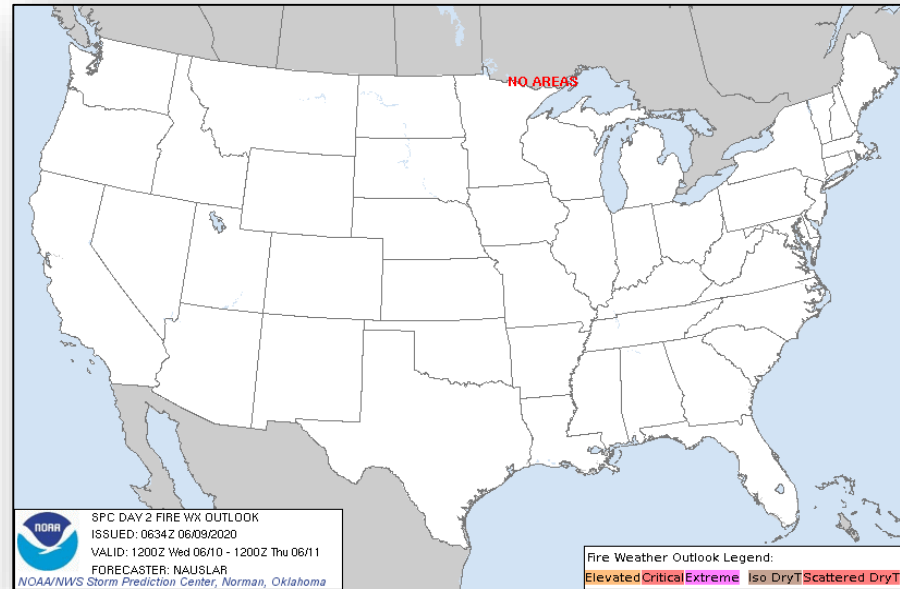 NO AREAS
NOAA
SPC DAY 2 FIRE WX OUTLOOK
ISSUED: 0634Z 06/09/2020
VALID: 1200Z Wed 06/10 - 1200Z Thu 06/11
FORECASTER: NAUSLAR
NOAA/NWS Storm Prediction Center, Norman, Oklahoma
Fire Weather Outlook Legend:
Elevated Critical Extreme Iso DryT Scattered DryT